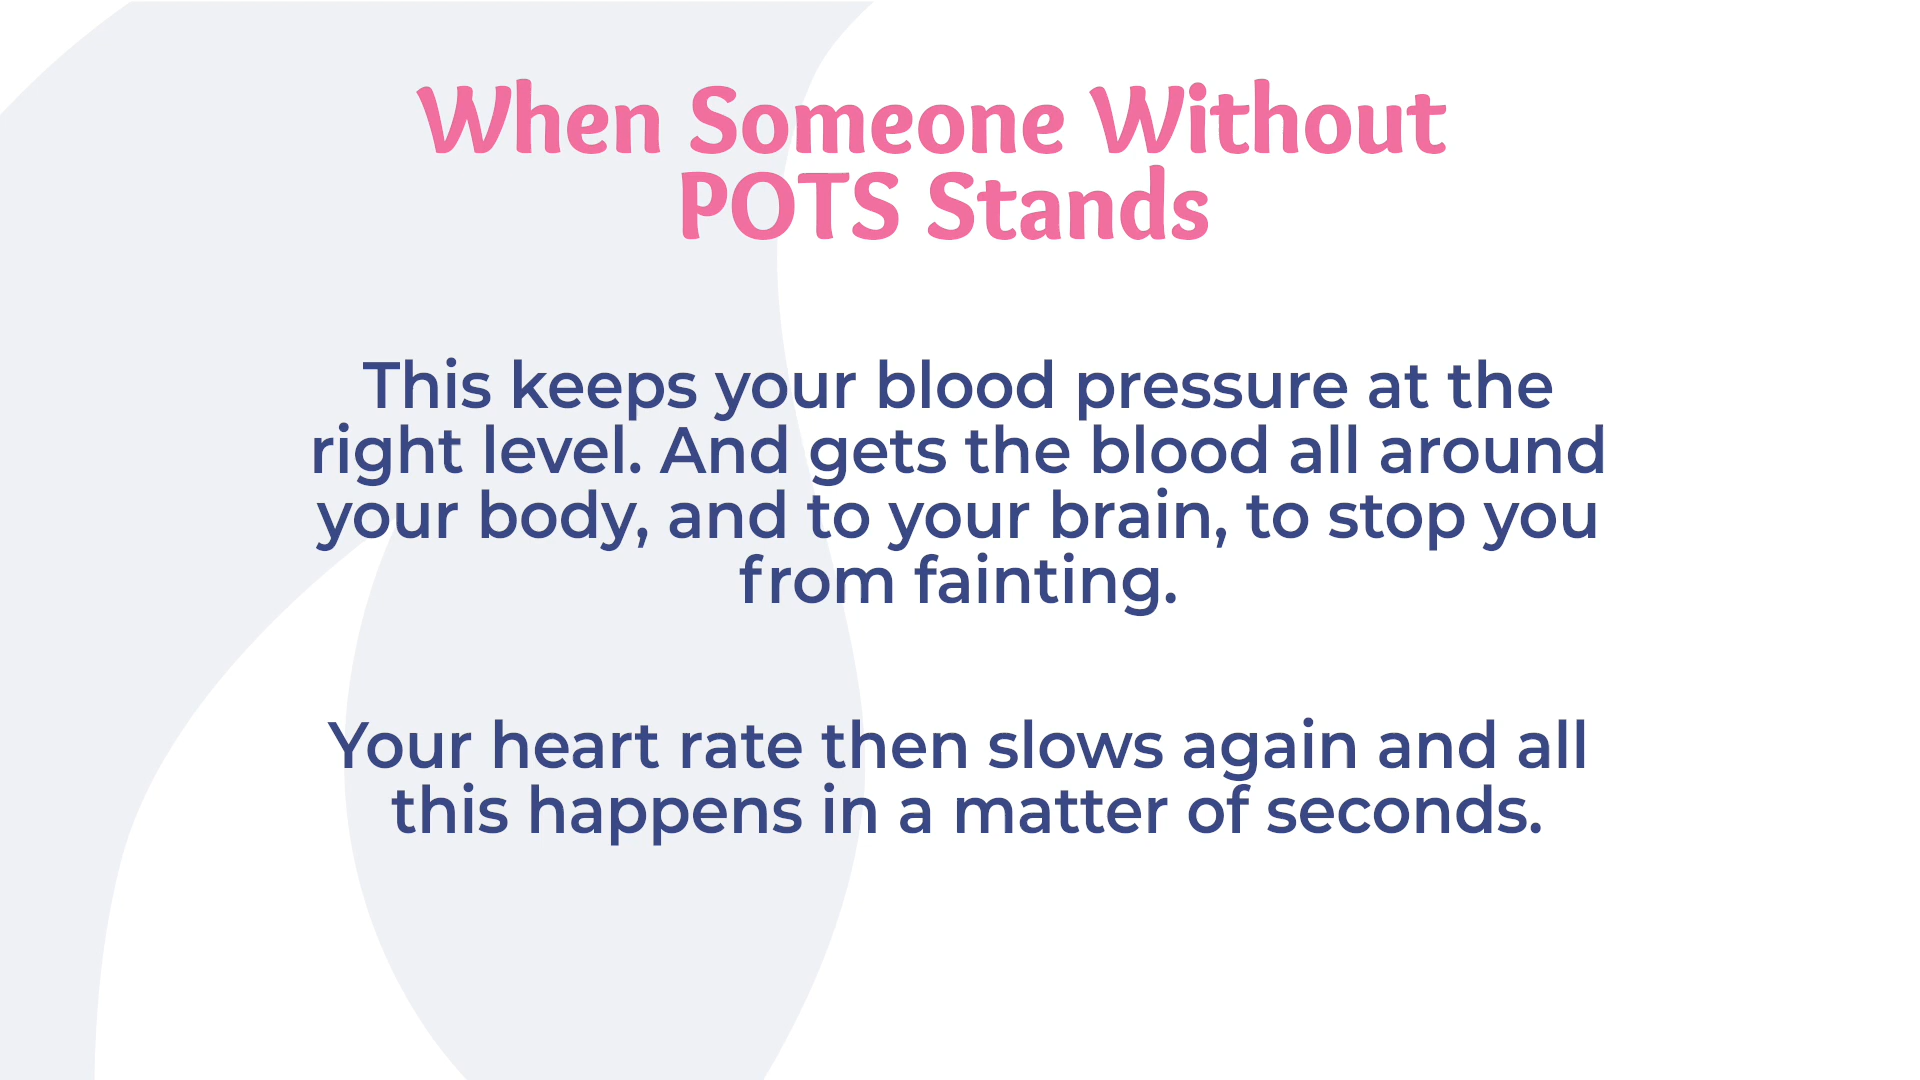 When Someone Without
POTS Stands
This keeps your blood pressure at the
right level. And gets the blood all around
your body, and to your brain, to stop you
from fainting.
Your heart rate then slows again and all
this happens in a matter of seconds.